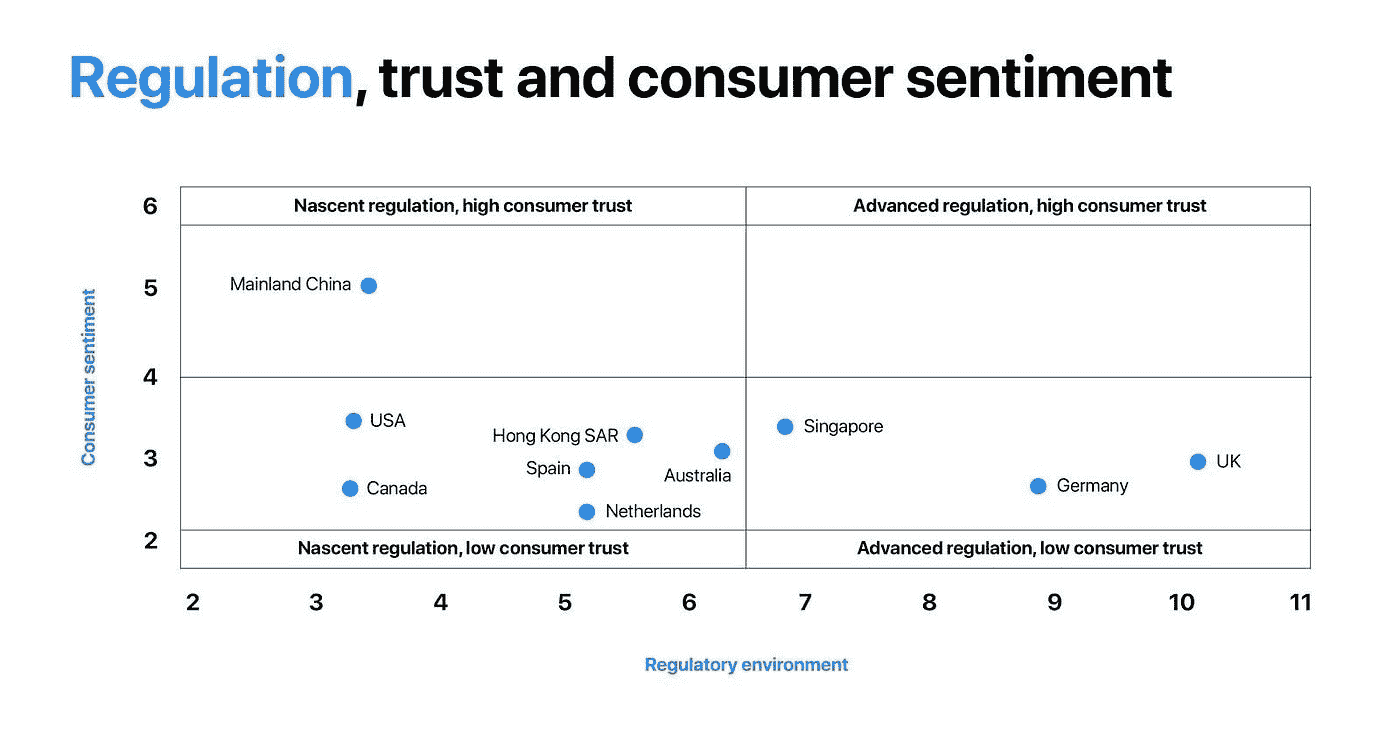 Regulation, trust and consumer sentiment
6
Nascent regulation, high consumer trust
Advanced regulation, high consumer trust
5
Mainland China
Consumer sentiment
4
USA
Singapore
Hong Kong SAR
3
UK
Spain
Australia
Canada
Germany
Netherlands
2
Nascent regulation, low consumer trust
Advanced regulation, low consumer trust
2 3 4 5 6 7 8 9 10 11
Regulatory environment